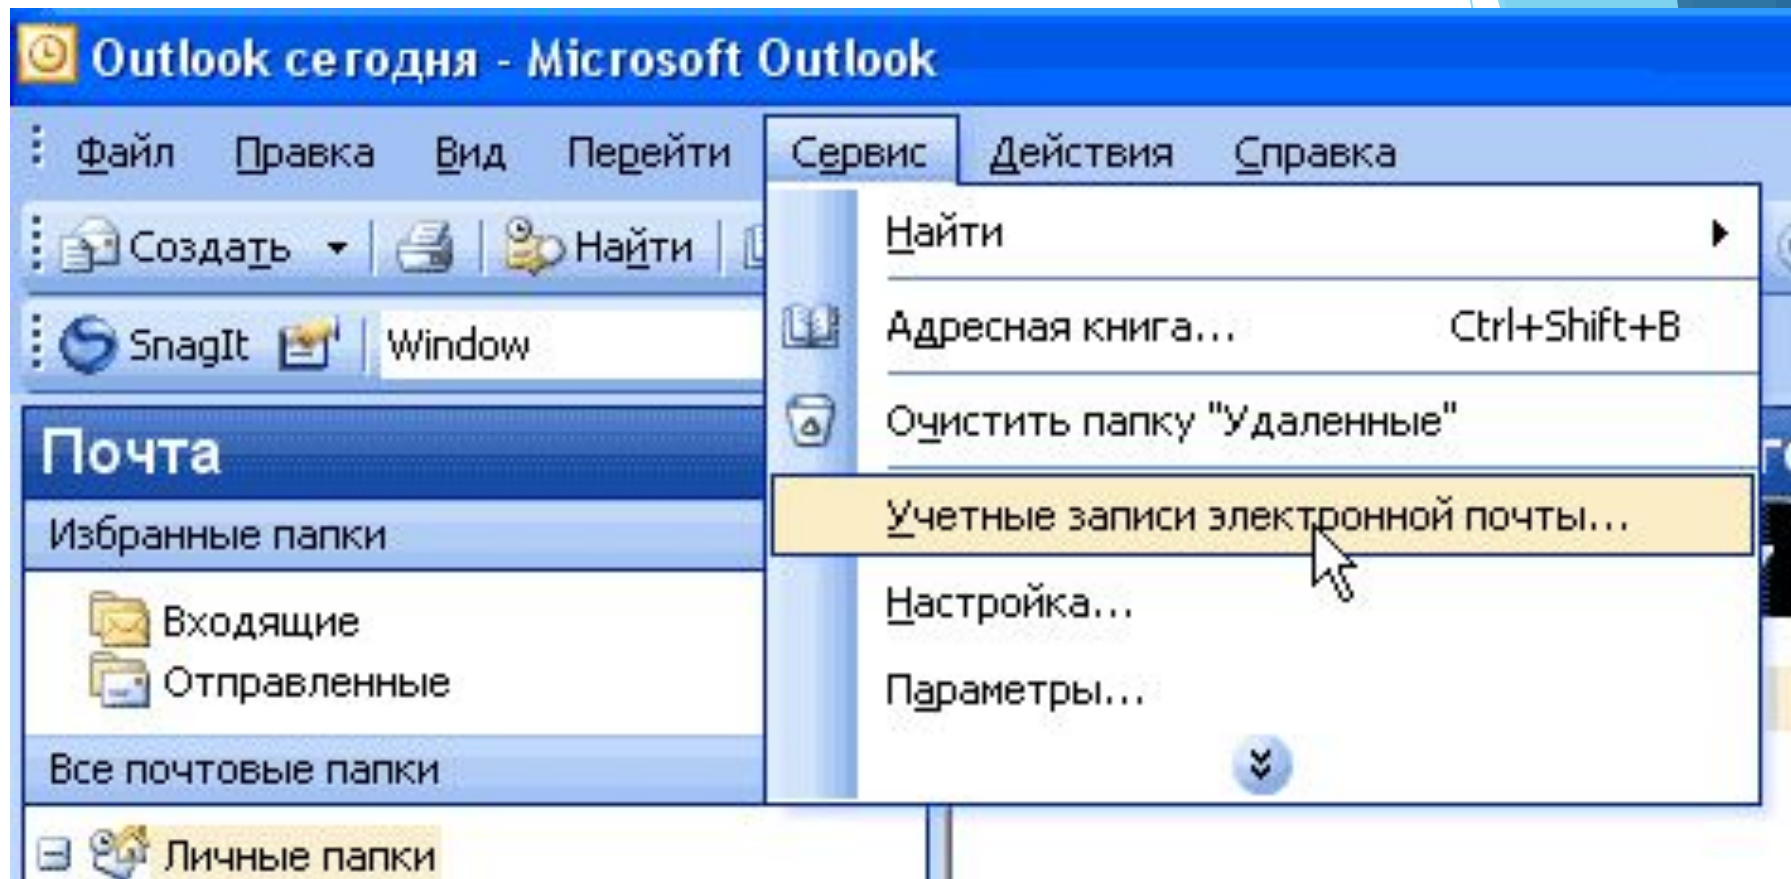 Outlook сегодня - Microsoft Outlook
Файл Правка Вид Перейти Сервис Действия Справка
Создать Найти
SnagIt Window
Найти
Адресная книга... Ctrl+Shift+B
Очистить папку "Удаленные"
Учетные записи электронной почты...
Настройка...
Параметры...
Почта
Избранные папки
Входящие
Отправленные
Все почтовые папки
Личные папки